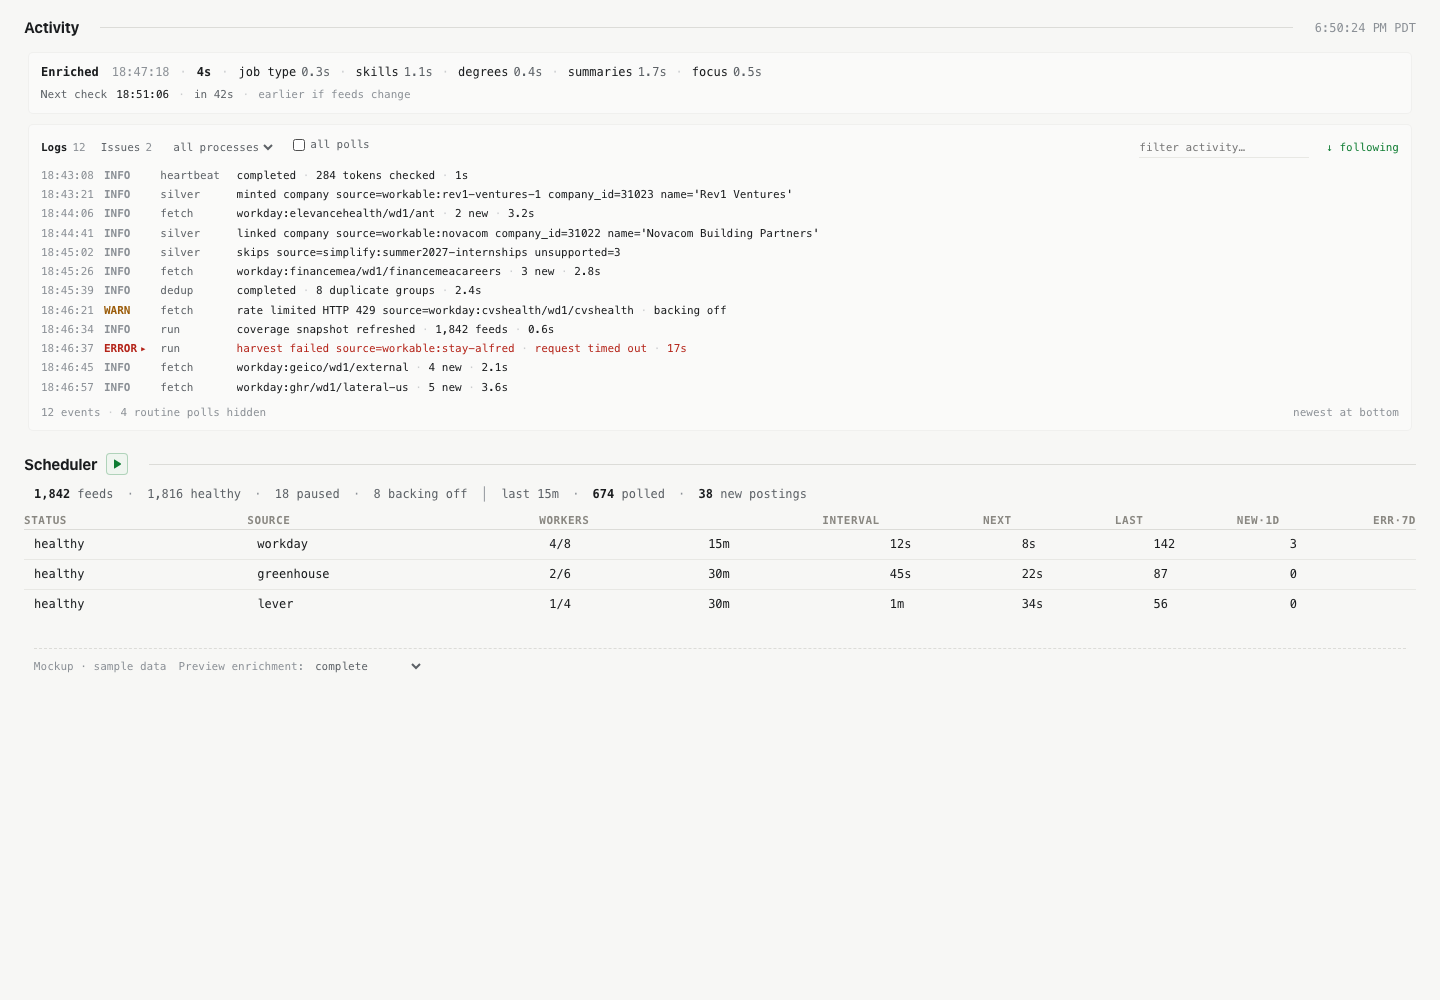 Activity 6:50:24 PM PDT
Enriched 18:47:18 · 4s · job type 0.3s · skills 1.1s · degrees 0.4s · summaries 1.7s · focus 0.5s
Next check 18:51:06 · in 42s · earlier if feeds change
Logs 12 Issues 2 all processes all polls filter activity… ↓ following
18:43:08 INFO heartbeat completed · 284 tokens checked · 1s
18:43:21 INFO silver minted company source=workable:rev1-ventures-1 company_id=31023 name='Rev1 Ventures'
18:44:06 INFO fetch workday:elevancehealth/wd1/ant · 2 new · 3.2s
18:44:41 INFO silver linked company source=workable:novacom company_id=31022 name='Novacom Building Partners'
18:45:02 INFO silver skips source=simplify:summer2027-internships unsupported=3
18:45:26 INFO fetch workday:financemea/wd1/financemeacareers · 3 new · 2.8s
18:45:39 INFO dedup completed · 8 duplicate groups · 2.4s
18:46:21 WARN fetch rate limited HTTP 429 source=workday:cvshealth/wd1/cvshealth · backing off
18:46:34 INFO run coverage snapshot refreshed · 1,842 feeds · 0.6s
18:46:37 ERROR ▸ run harvest failed source=workable:stay-alfred · request timed out · 17s
18:46:45 INFO fetch workday:geico/wd1/external · 4 new · 2.1s
18:46:57 INFO fetch workday:ghr/wd1/lateral-us · 5 new · 3.6s
12 events · 4 routine polls hidden newest at bottom
Scheduler
1,842 feeds · 1,816 healthy · 18 paused · 8 backing off | last 15m · 674 polled · 38 new postings
STATUS SOURCE WORKERS INTERVAL NEXT LAST NEW·1D ERR·7D
healthy workday 4/8 15m 12s 8s 142 3
healthy greenhouse 2/6 30m 45s 22s 87 0
healthy lever 1/4 30m 1m 34s 56 0
Mockup · sample data Preview enrichment: complete